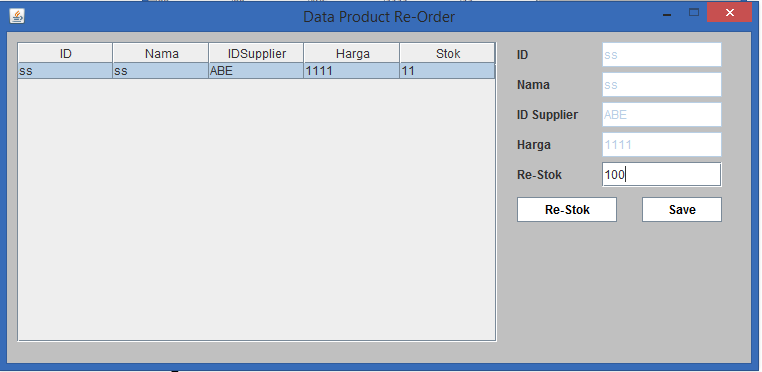 Data Product Re-Order
ID Nama IDSupplier Harga Stok
ss ss ABE 1111 11
ID ss
Nama ss
ID Supplier ABE
Harga 1111
Re-Stok 100
Re-Stok Save